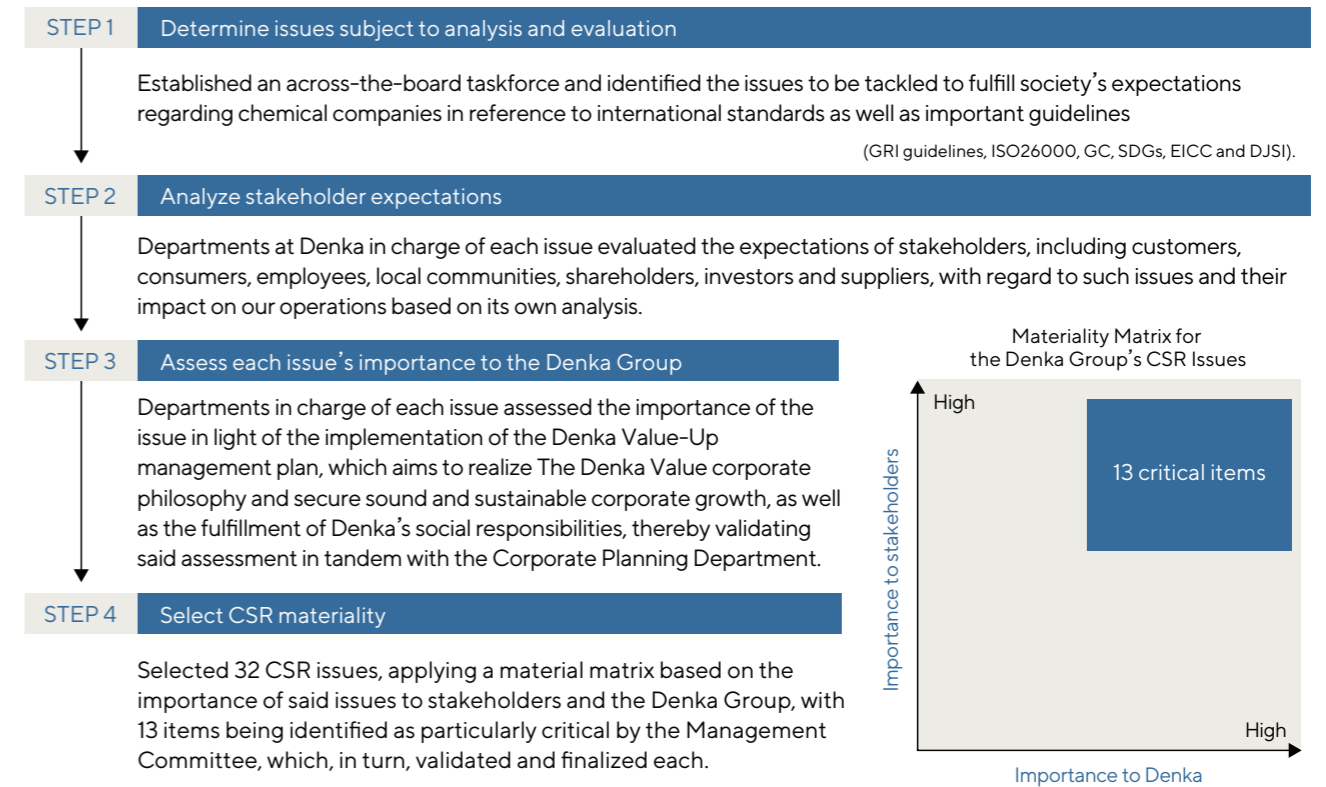 STEP 1
Determine issues subject to analysis and evaluation
Established an across-the-board taskforce and identified the issues to be tackled to fulfill society's expectations
regarding chemical companies in reference to international standards as well as important guidelines
(GRI guidelines, ISO26000, GC, SDGs, EICC and DJSI).
STEP 2
Analyze stakeholder expectations
Departments at Denka in charge of each issue evaluated the expectations of stakeholders, including customers,
consumers, employees, local communities, shareholders, investors and suppliers, with regard to such issues and their
impact on our operations based on its own analysis.
STEP 3
Assess each issue's importance to the Denka Group
Departments in charge of each issue assessed the importance of the
issue in light of the implementation of the Denka Value-Up
management plan, which aims to realize The Denka Value corporate
philosophy and secure sound and sustainable corporate growth, as well
as the fulfillment of Denka's social responsibilities, thereby validating
said assessment in tandem with the Corporate Planning Department.
STEP 4
Select CSR materiality
Selected 32 CSR issues, applying a material matrix based on the
importance of said issues to stakeholders and the Denka Group, with
13 items being identified as particularly critical by the Management
Committee, which, in turn, validated and finalized each.
Materiality Matrix for
the Denka Group's CSR Issues
High
13 critical items
Importance to stakeholders
High
Importance to Denka